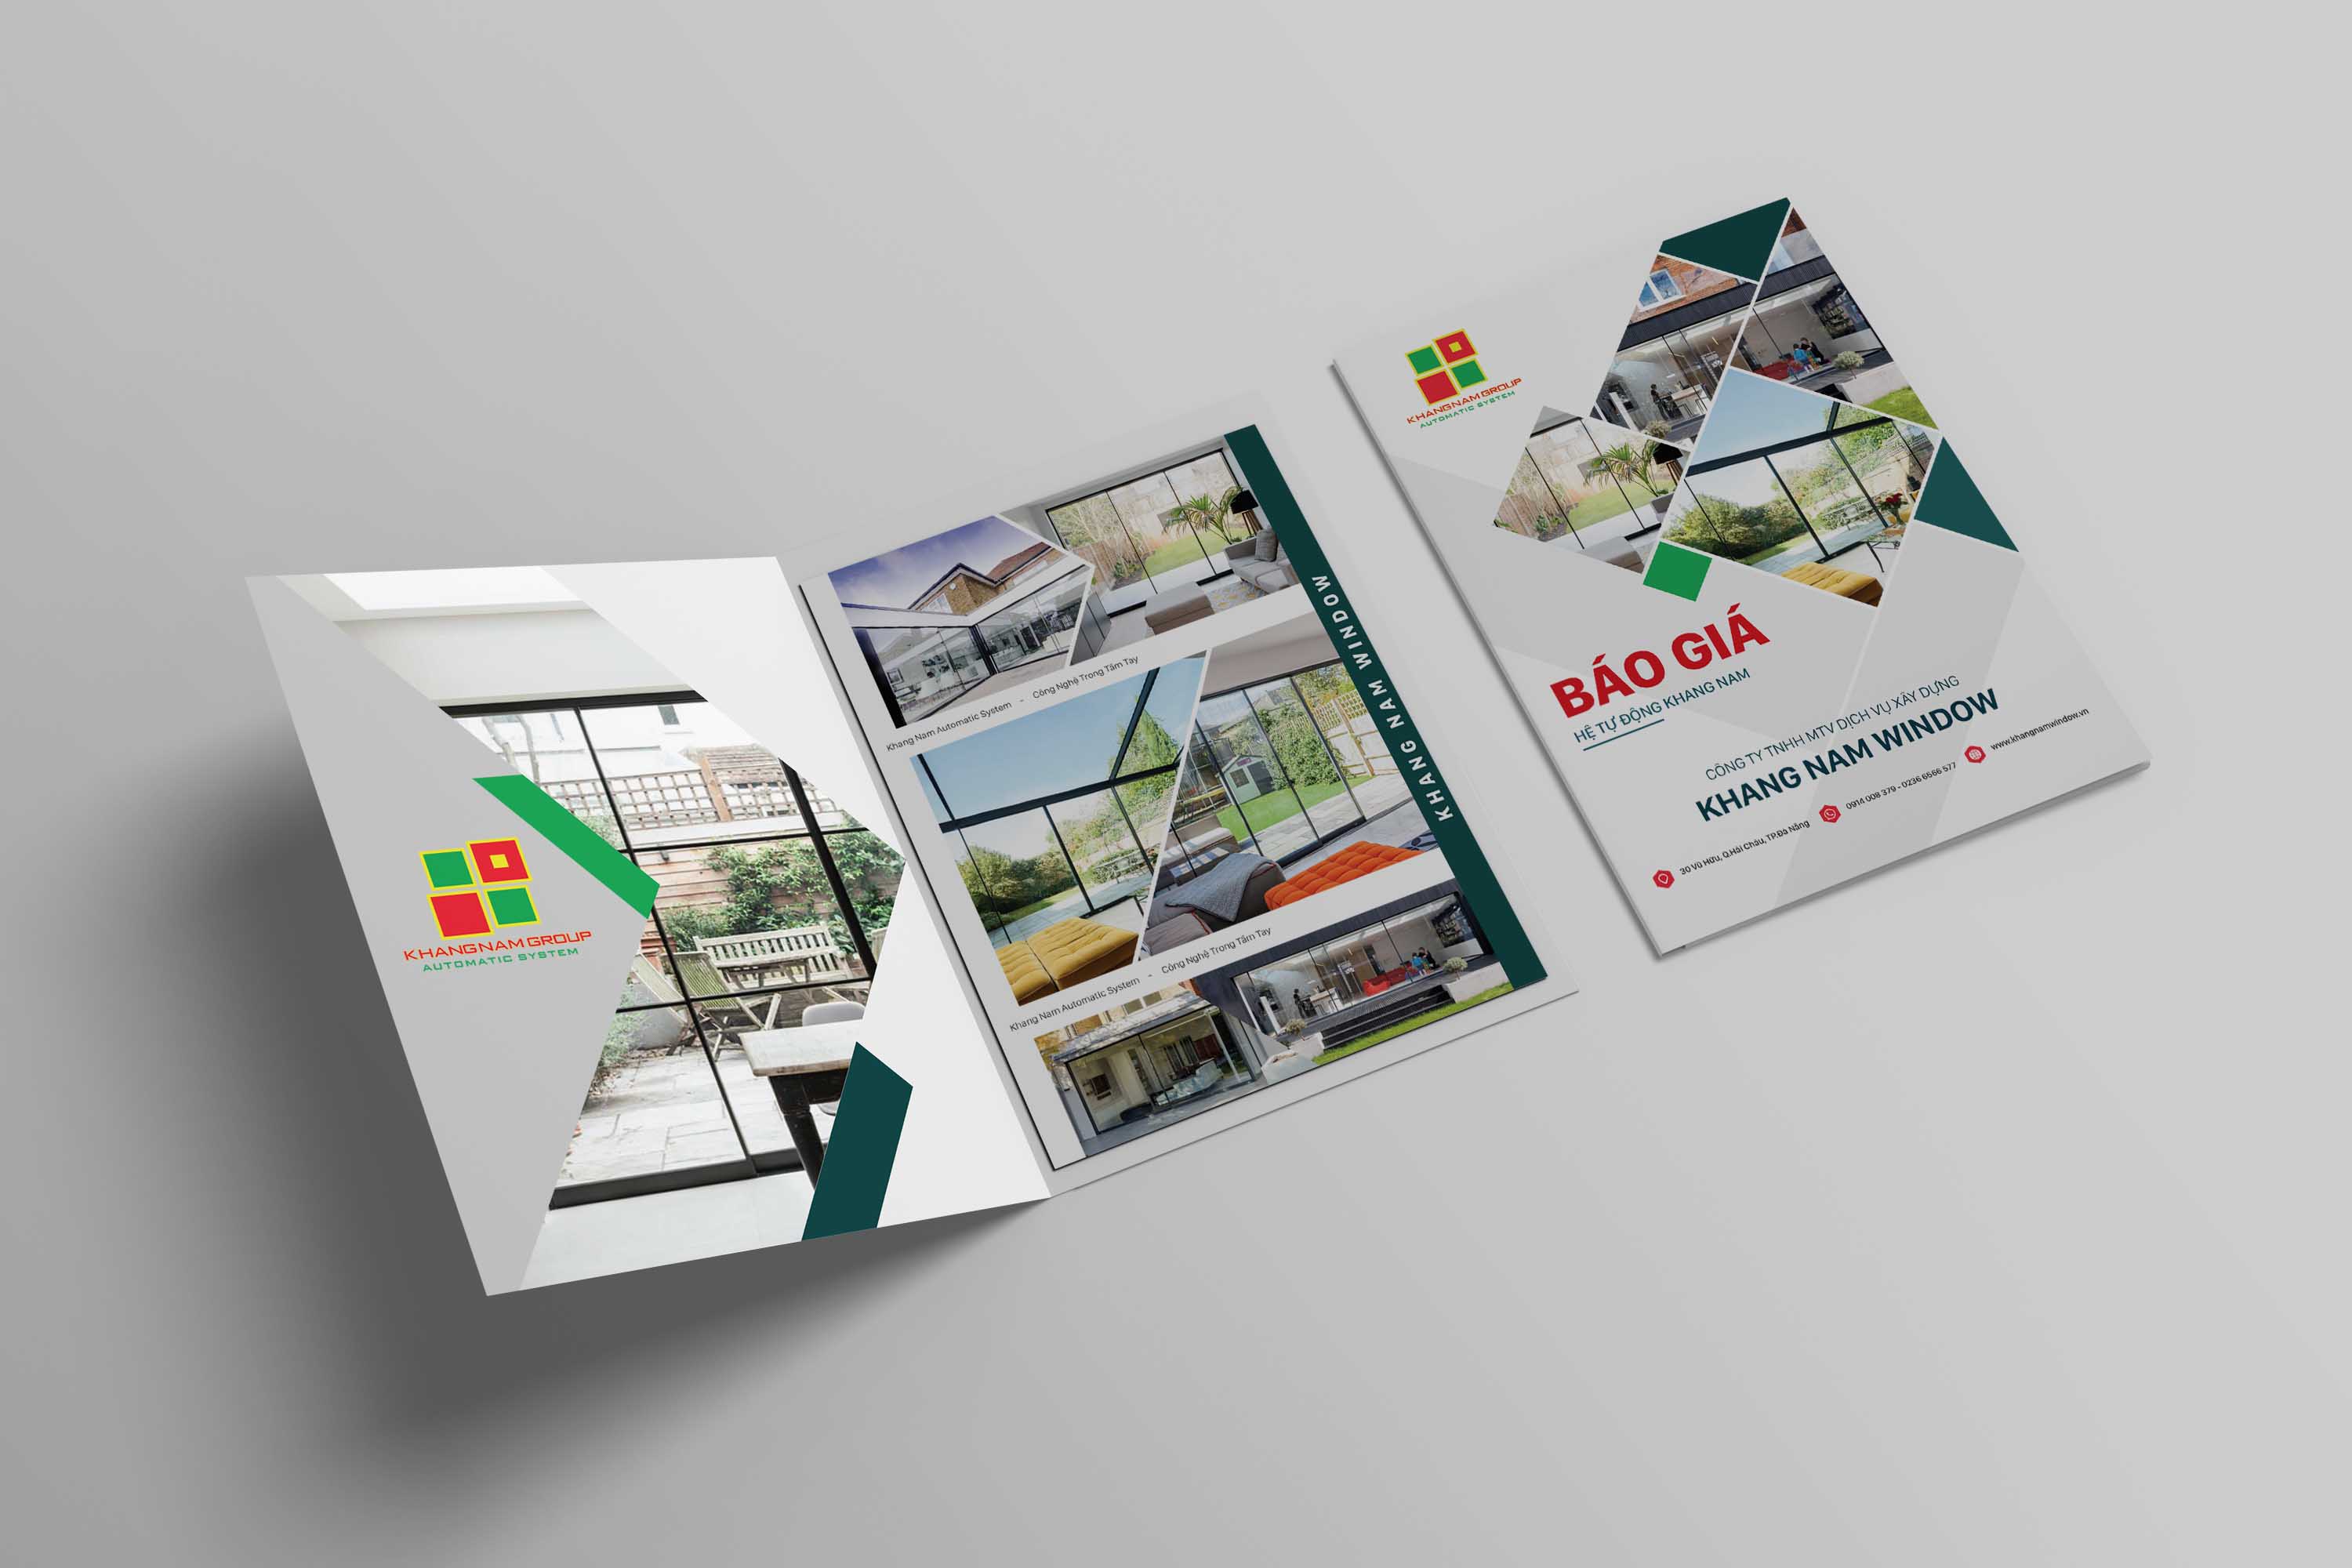 KHANGNAM GROUP
AUTOMATIC SYSTEM
Khang Nam Automatic System - Công Nghệ Trong Tầm Tay
Khang Nam Automatic System - Công Nghệ Trong Tầm Tay
KHANG NAM WINDOW
KHANGNAM GROUP
AUTOMATIC SYSTEM
BÁO GIÁ
HỆ TỰ ĐỘNG KHANG NAM
CÔNG TY TNHH MTV DỊCH VỤ XÂY DỰNG
KHANG NAM WINDOW
30 Vũ Hữu, Q.Hải Châu, TP.Đà Nẵng
0914 008 379 - 0236 6566 577
www.khangnamwindow.vn